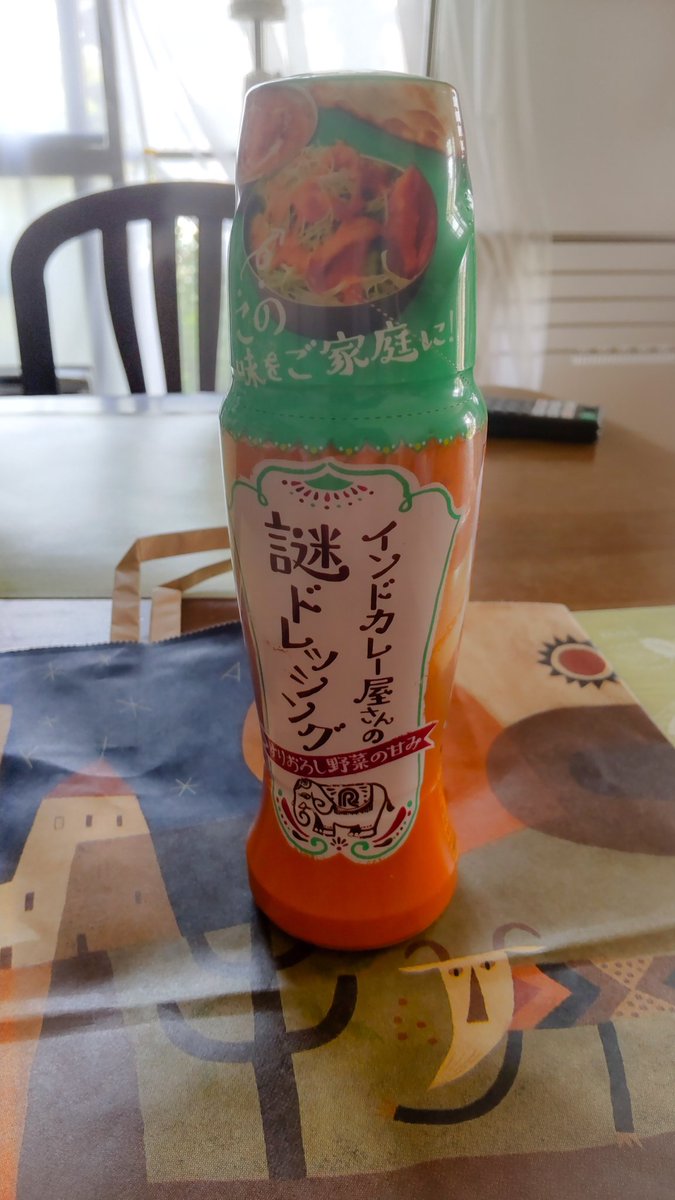 この
味をご家庭に!
インドカレー屋さんの
謎ドレッシング
すりおろし野菜の甘み
R